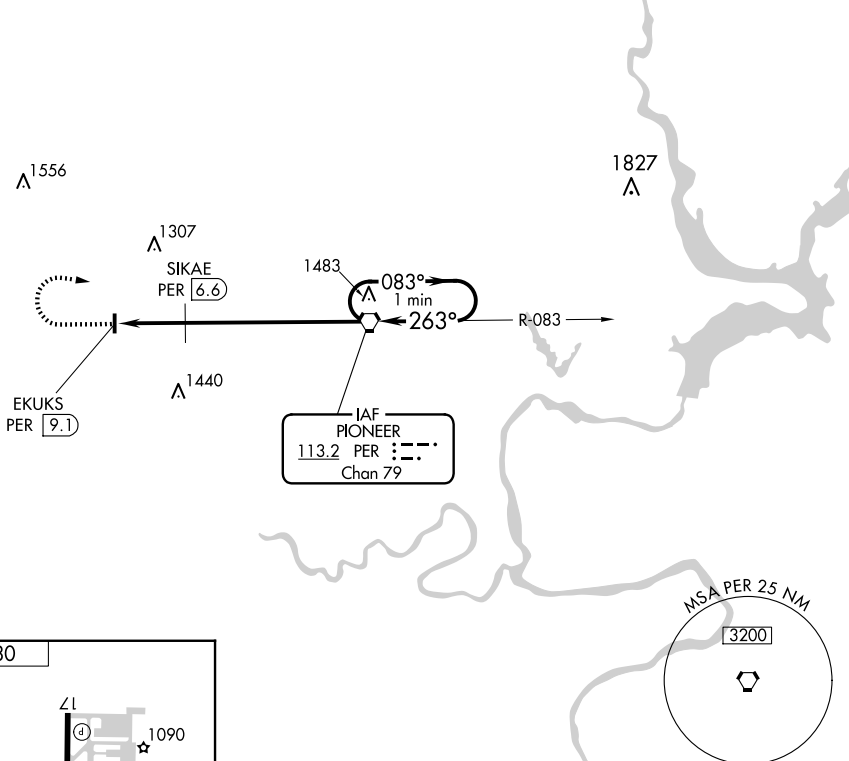 1556
1827
1307
SIKAE
PER 6.6
1483
083°
1 min
263°
R-083
1440
EKUKS
PER 9.1
IAF
PIONEER
113.2 PER
Chan 79
MSA PER 25 NM
3200
17
P
1090